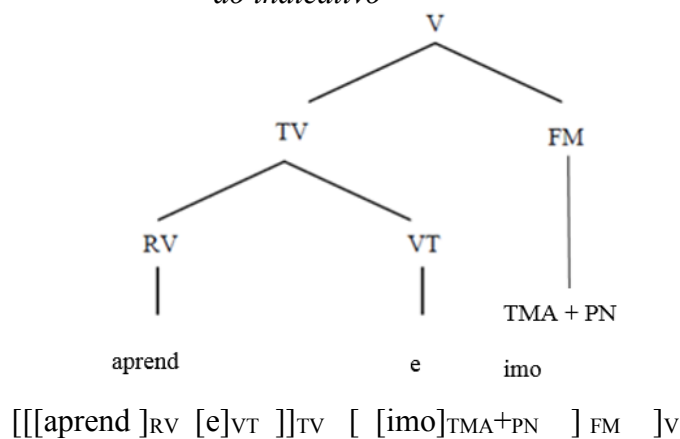 do indicativo
V
TV FM
RV VT
TMA + PN
aprend e imo
[[[aprend ]RV [e]VT ]]TV [ [imo]TMA+PN ] FM ]V